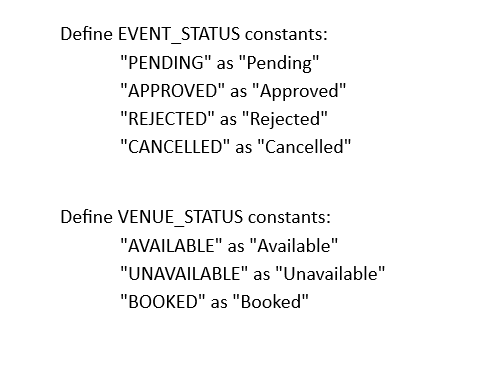 Define EVENT_STATUS constants:
"PENDING" as "Pending"
"APPROVED" as "Approved"
"REJECTED" as "Rejected"
"CANCELLED" as "Cancelled"
Define VENUE_STATUS constants:
"AVAILABLE" as "Available"
"UNAVAILABLE" as "Unavailable"
"BOOKED" as "Booked"